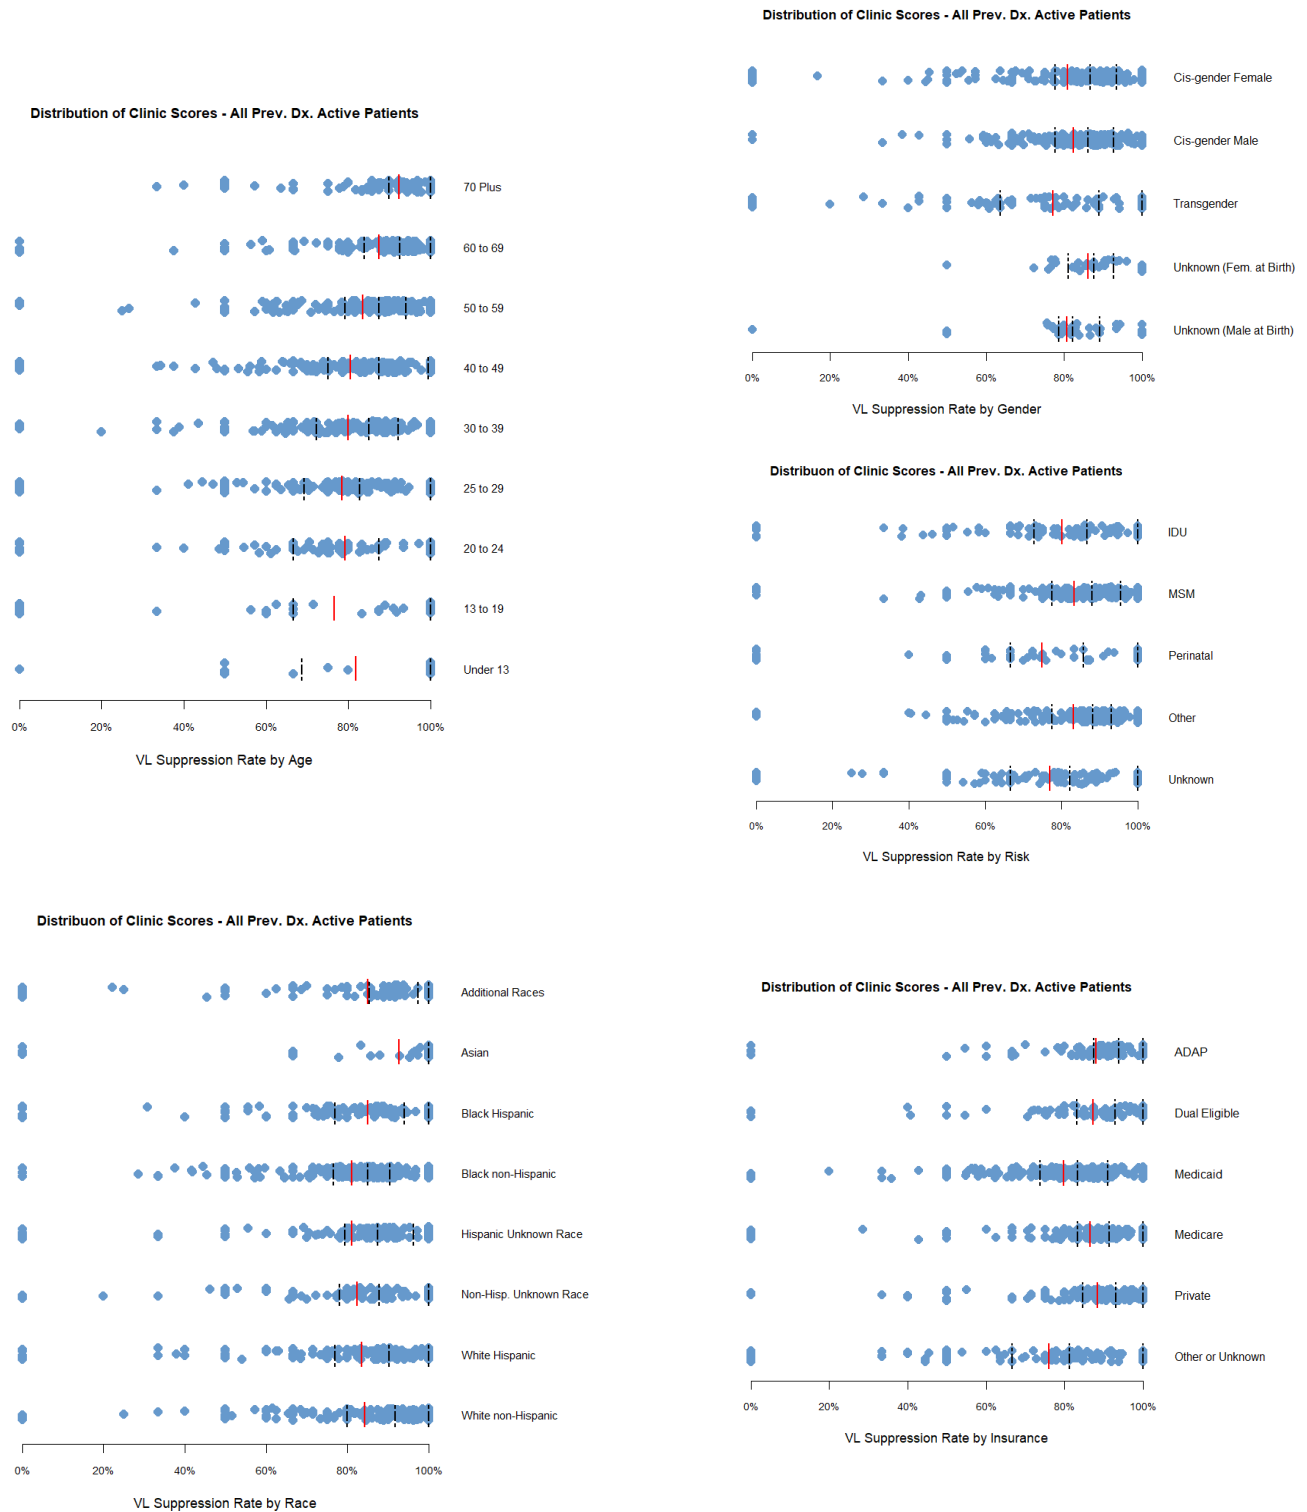 Distribution of Clinic Scores - All Prev. Dx. Active Patients
70 Plus
60 to 69
50 to 59
40 to 49
30 to 39
25 to 29
20 to 24
13 to 19
Under 13
0% 20% 40% 60% 80% 100%
VL Suppression Rate by Age
Distribution of Clinic Scores - All Prev. Dx. Active Patients
Cis-gender Female
Cis-gender Male
Transgender
Unknown (Fem. at Birth)
Unknown (Male at Birth)
0% 20% 40% 60% 80% 100%
VL Suppression Rate by Gender
Distribuon of Clinic Scores - All Prev. Dx. Active Patients
IDU
MSM
Perinatal
Other
Unknown
0% 20% 40% 60% 80% 100%
VL Suppression Rate by Risk
Distribuon of Clinic Scores - All Prev. Dx. Active Patients
Additional Races
Asian
Black Hispanic
Black non-Hispanic
Hispanic Unknown Race
Non-Hisp. Unknown Race
White Hispanic
White non-Hispanic
0% 20% 40% 60% 80% 100%
VL Suppression Rate by Race
Distribution of Clinic Scores - All Prev. Dx. Active Patients
ADAP
Dual Eligible
Medicaid
Medicare
Private
Other or Unknown
0% 20% 40% 60% 80% 100%
VL Suppression Rate by Insurance